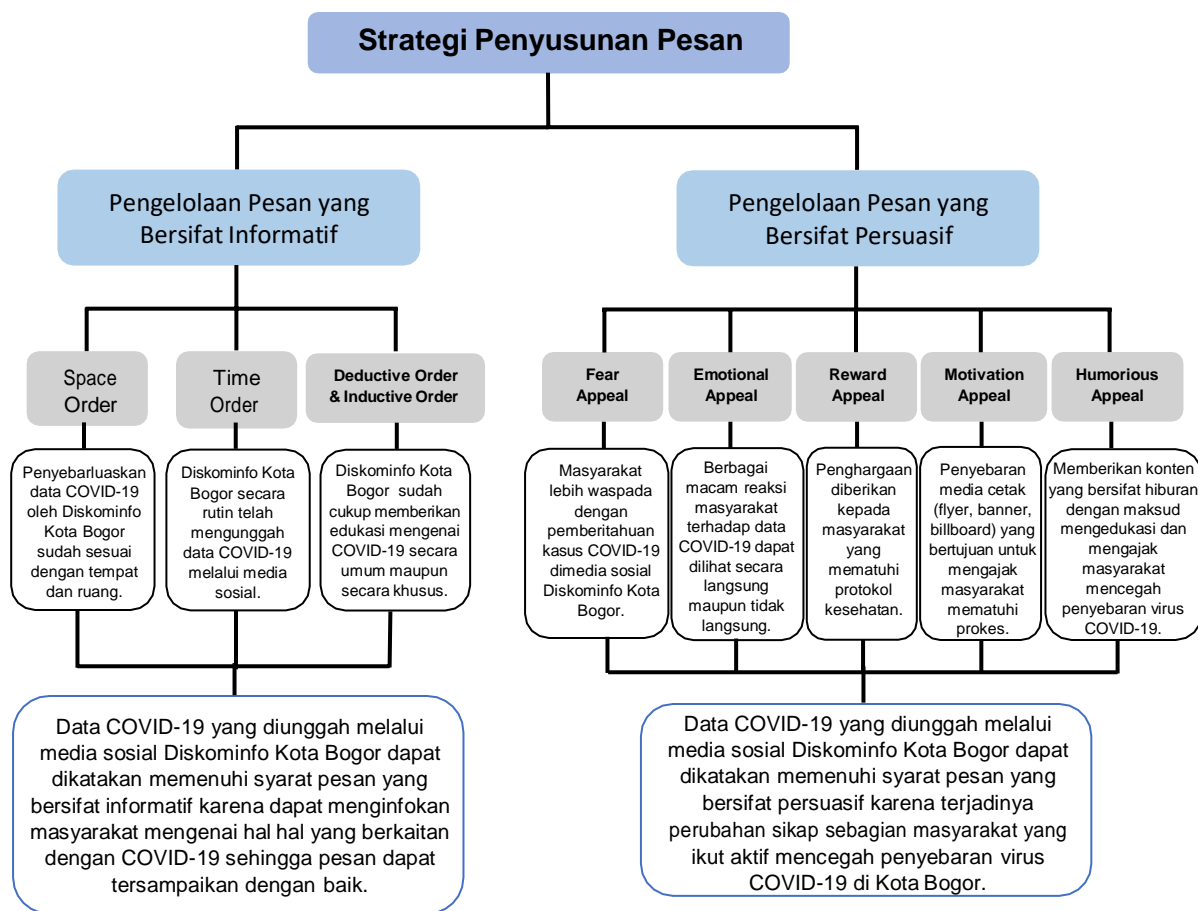 Strategi Penyusunan Pesan
Pengelolaan Pesan yang
Bersifat Informatif
Pengelolaan Pesan yang
Bersifat Persuasif
Space
Order
Time
Order
Deductive Order
& Inductive Order
Fear
Appeal
Emotional
Appeal
Reward
Appeal
Motivation
Appeal
Humorious
Appeal
Penyebarluaskan
data COVID-19
oleh Diskominfo
Kota Bogor
sudah sesuai
dengan tempat
dan ruang.
Diskominfo Kota
Bogor secara
rutin telah
mengunggah
data COVID-19
melalui media
sosial.
Diskominfo Kota
Bogor sudah
cukup memberikan
edukasi mengenai
COVID-19 secara
umum maupun
secara khusus.
Masyarakat
lebih waspada
dengan
pemberitahuan
kasus COVID-19
dimedia sosial
Diskominfo Kota
Bogor.
Berbagai
macam reaksi
masyarakat
terhadap data
COVID-19 dapat
dilihat secara
langsung
maupun tidak
langsung.
Penghargaan
diberikan
kepada
masyarakat
yang
mematuhi
protokol
kesehatan.
Penyebaran
media cetak
(flyer, banner,
billboard) yang
bertujuan untuk
mengajak
masyarakat
mematuhi
prokes.
Memberikan konten
yang bersifat hiburan
dengan maksud
mengedukasi dan
mengajak
masyarakat
mencegah
penyebaran virus
COVID-19.
Data COVID-19 yang diunggah melalui
media sosial Diskominfo Kota Bogor dapat
dikatakan memenuhi syarat pesan yang
bersifat informatif karena dapat menginfokan
masyarakat mengenai hal hal yang berkaitan
dengan COVID-19 sehingga pesan dapat
tersampaikan dengan baik.
Data COVID-19 yang diunggah melalui
media sosial Diskominfo Kota Bogor dapat
dikatakan memenuhi syarat pesan yang
bersifat persuasif karena terjadinya
perubahan sikap sebagian masyarakat yang
ikut aktif mencegah penyebaran virus
COVID-19 di Kota Bogor.